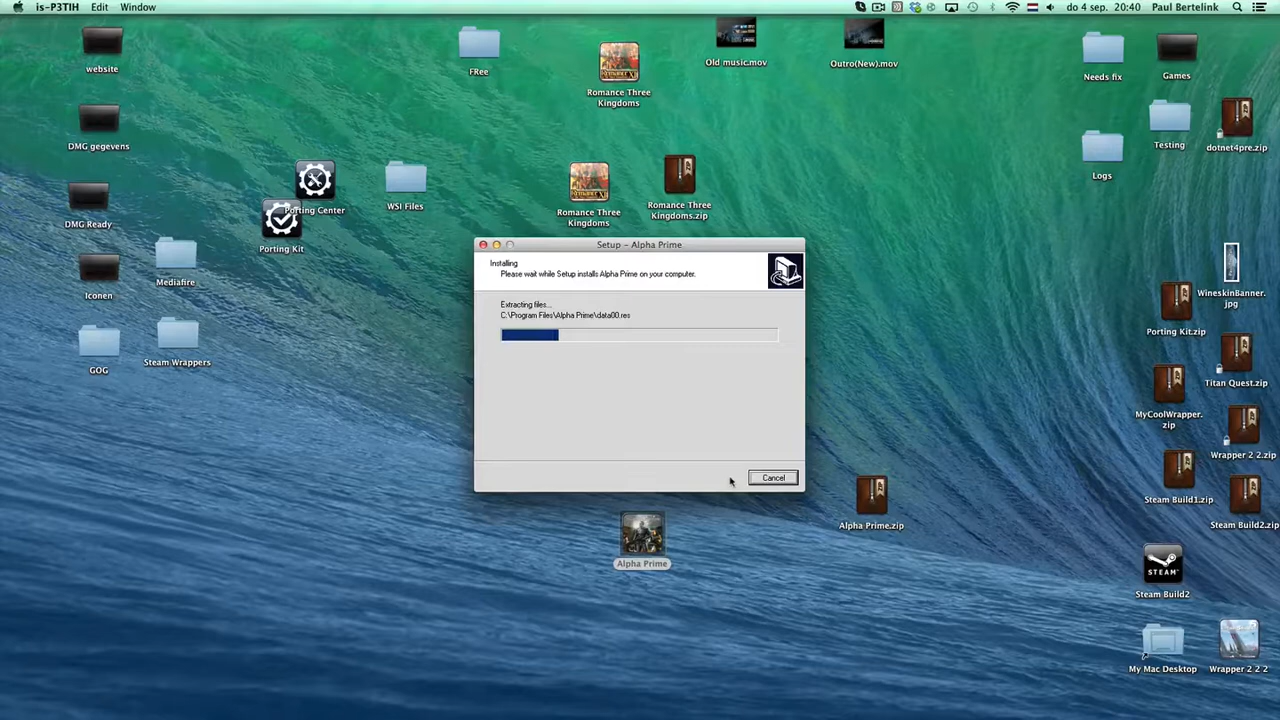 is-P3TIH Edit Window do 4 sep. 20:40 Paul Bertelink
website
FRee
Romance Three
Kingdoms
Old music.mov
Outro(New).mov
Needs fix
Games
DMG gegevens
Porting Center
WSI Files
Romance Three
Kingdoms
Romance Three
Kingdoms.zip
Logs
Testing
dotnet4pre.zip
DMG Ready
Porting Kit
Mediafire
Iconen
GOG
Steam Wrappers
Setup - Alpha Prime
Installing
Please wait while Setup installs Alpha Prime on your computer.
Extracting files...
C:\Program Files\Alpha Prime\data00.res
Cancel
Alpha Prime
Alpha Prime.zip
WineskinBanner.
jpg
Porting Kit.zip
Titan Quest.zip
MyCoolWrapper.
zip
Wrapper 2 2.zip
Steam Build1.zip
Steam Build2.zip
STEAM™
Steam Build2
My Mac Desktop
Wrapper 2 2 2